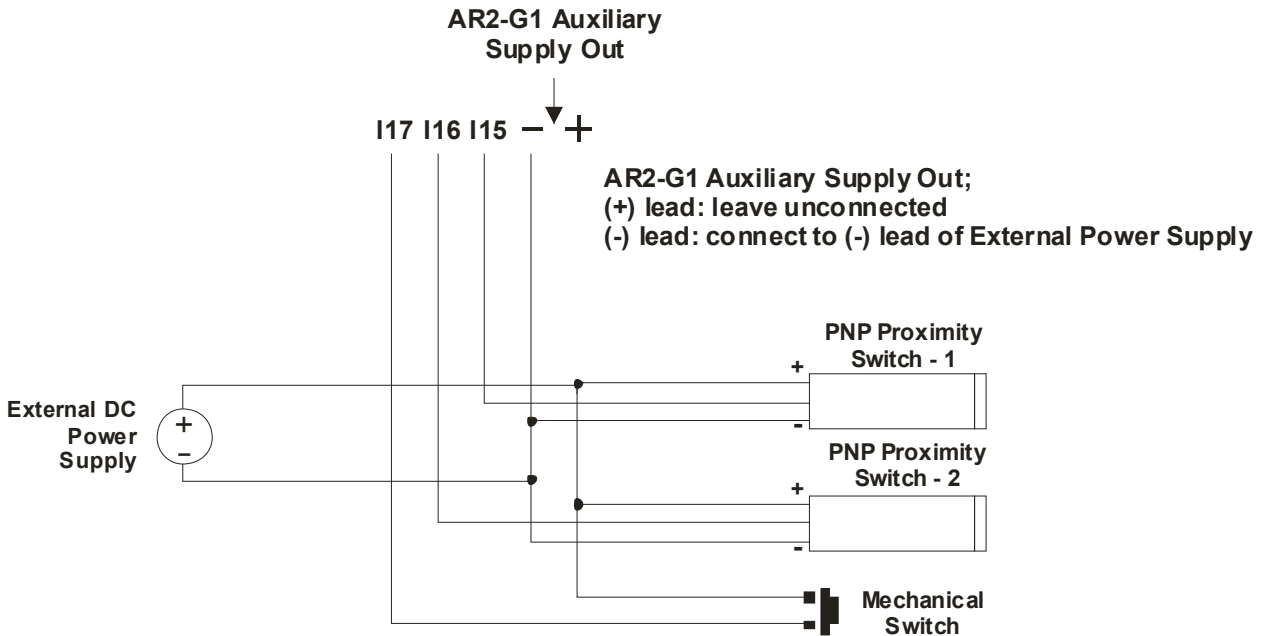 AR2-G1 Auxiliary
Supply Out
I17 I16 I15 − +
AR2-G1 Auxiliary Supply Out;
(+) lead: leave unconnected
(-) lead: connect to (-) lead of External Power Supply
PNP Proximity
Switch - 1
+
-
External DC
Power
Supply
+
−
PNP Proximity
Switch - 2
+
-
Mechanical
Switch